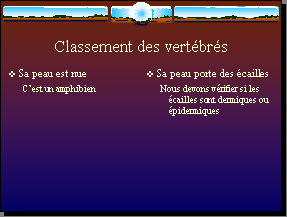 Classement des vertébrés
❖ Sa peau est nue
C'est un amphibien
❖ Sa peau porte des écailles
Nous devons vérifier si les
écailles sont dermiques ou
épidermiques